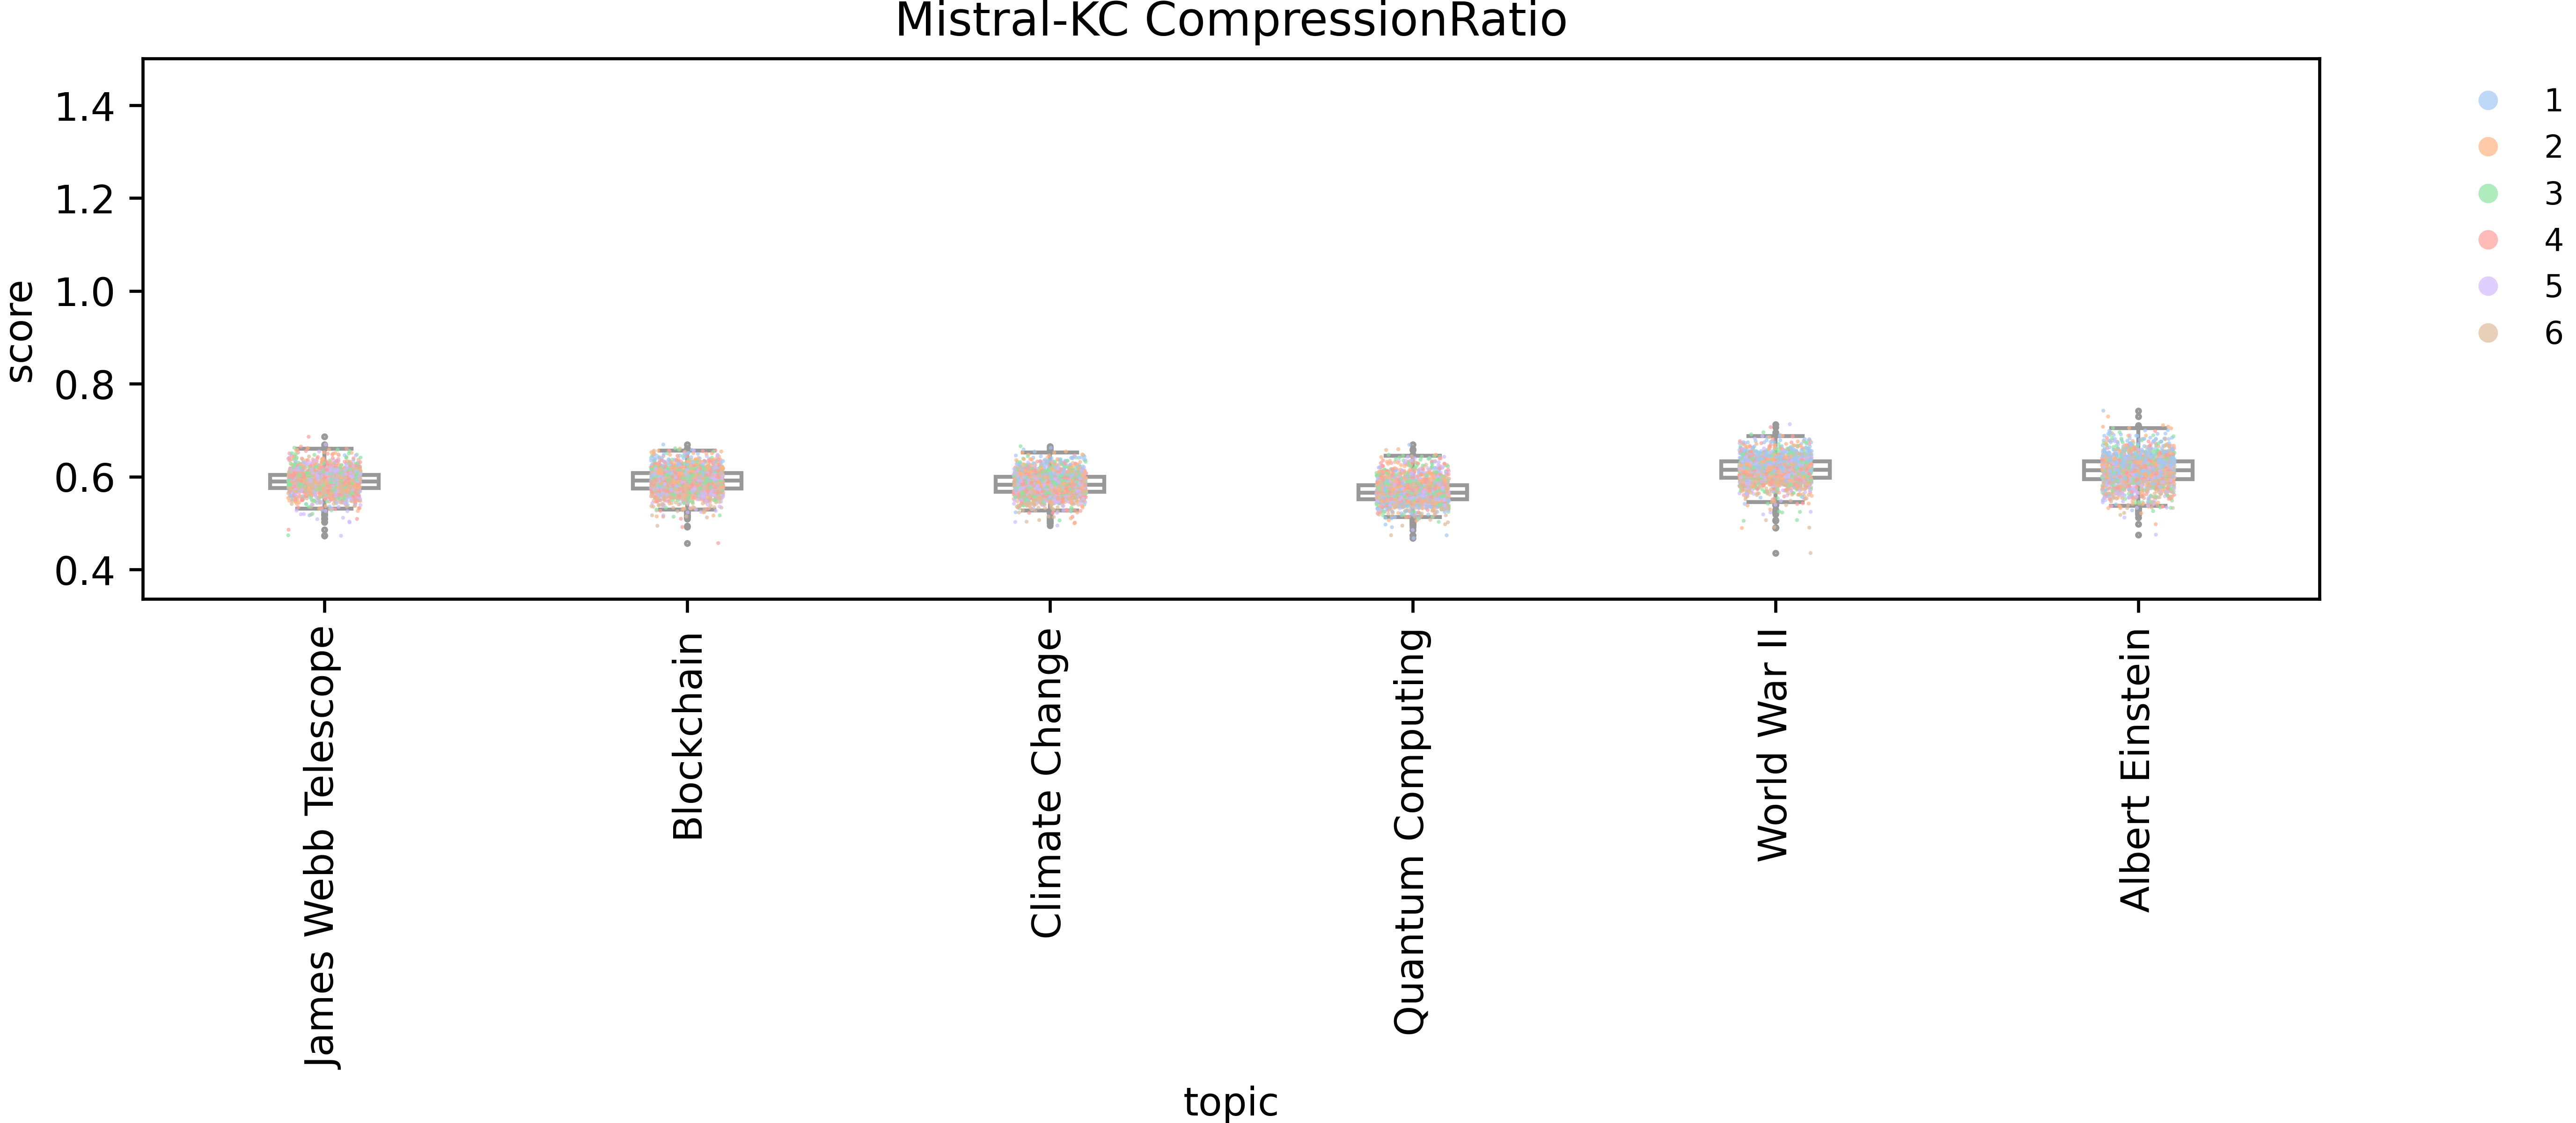 Mistral-KC CompressionRatio
score
1.4
1.2
1.0
0.8
0.6
0.4
1
2
3
4
5
6
James Webb Telescope
Blockchain
Climate Change
Quantum Computing
World War II
Albert Einstein
topic